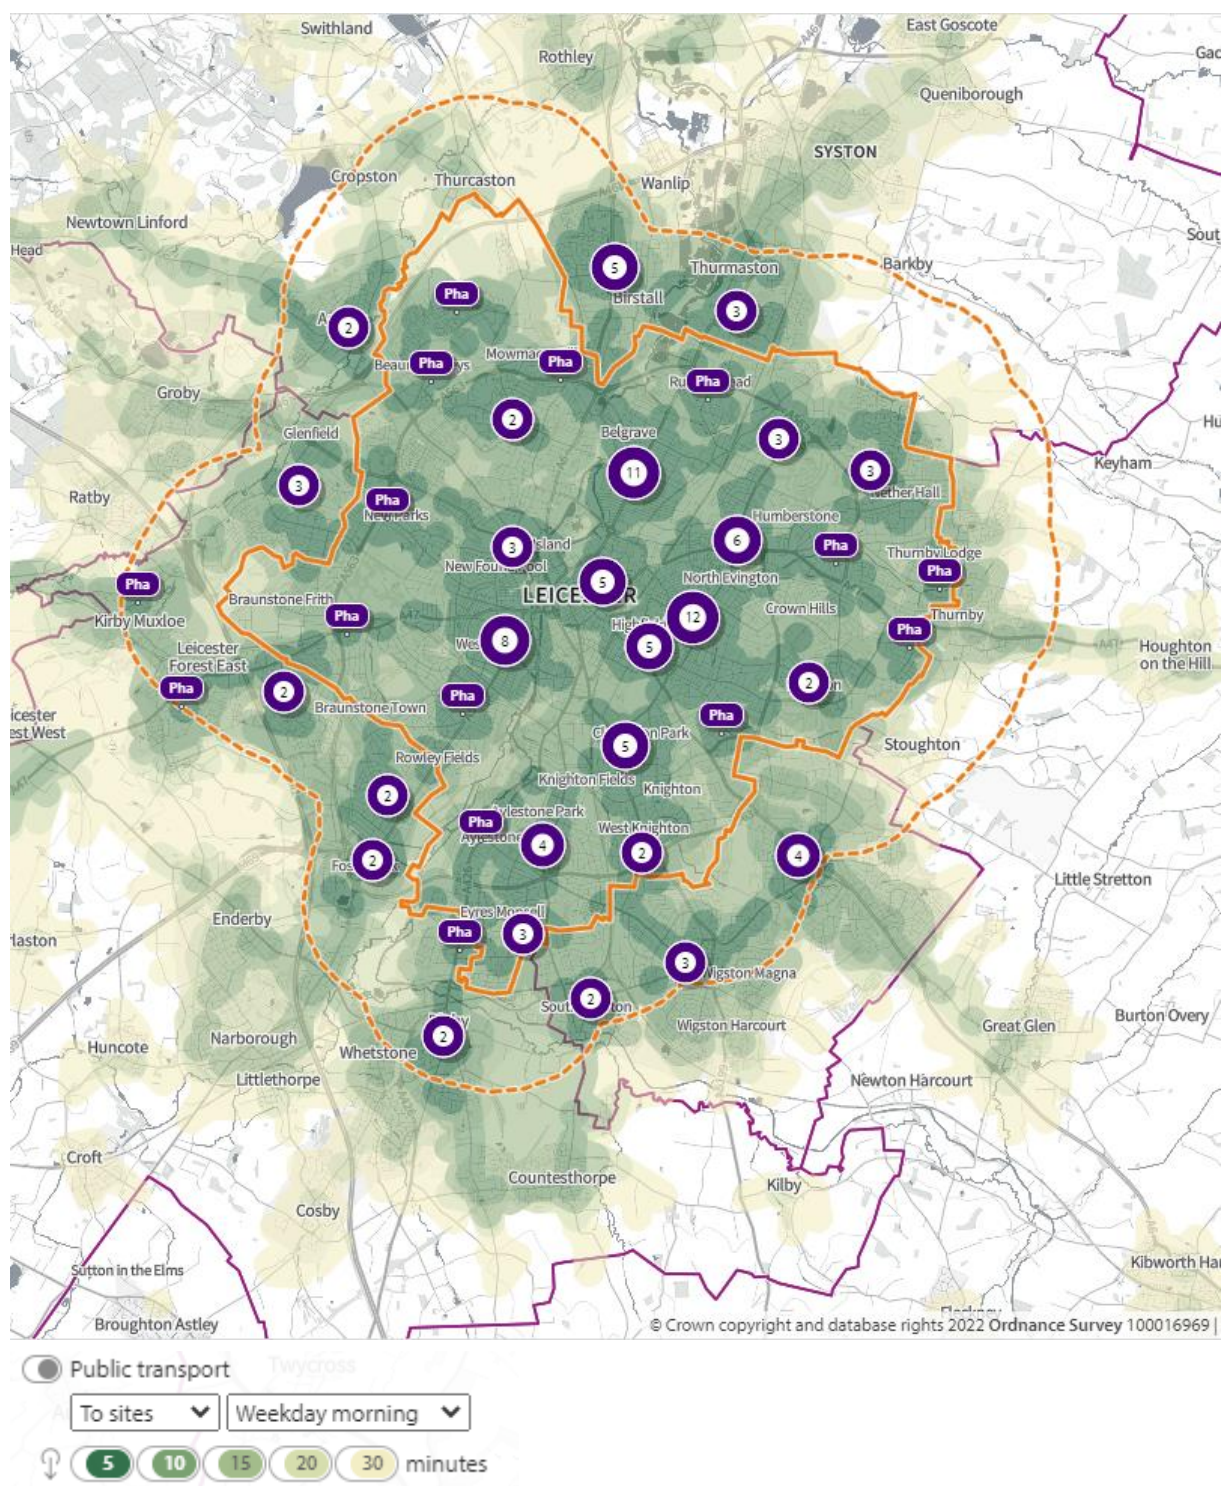 Swithland
East Goscote
Rothley
Queniborough
SYSTON
Cropston
Thurcaston
Wanlip
Newtown Linford
Head
Barkby
5
Thurmaston
Pha
Birstall
3
2
Pha
Pha
Pha
Groby
2
Glenfield
Belgrave
3
11
3
Keyham
3
Nether Hall
Ratby
Pha
New Parks
Humberstone
6
Pha
3
Thurnby Lodge
5
North Evington
Pha
Pha
Braunstone Frith
Crown Hills
Kirby Muxloe
Pha
12
Thurnby
Pha
8
5
Leicester
Forest East
Houghton
on the Hill
Pha
2
Pha
2
Braunstone Town
Pha
5
Stoughton
Rowley Fields
Knighton Fields
Knighton
2
Pha
4
West Knighton
2
4
2
Little Stretton
Enderby
Pha
3
3
Wigston Magna
2
Great Glen
Burton Overy
Wigston Harcourt
2
Narborough
Huncote
Whetstone
Littlethorpe
Newton Harcourt
Croft
Countesthorpe
Kilby
Cosby
Sutton in the Elms
Broughton Astley
© Crown copyright and database rights 2022 Ordnance Survey 100016969 |
Public transport
Twycross
To sites Weekday morning
5 10 15 20 30 minutes